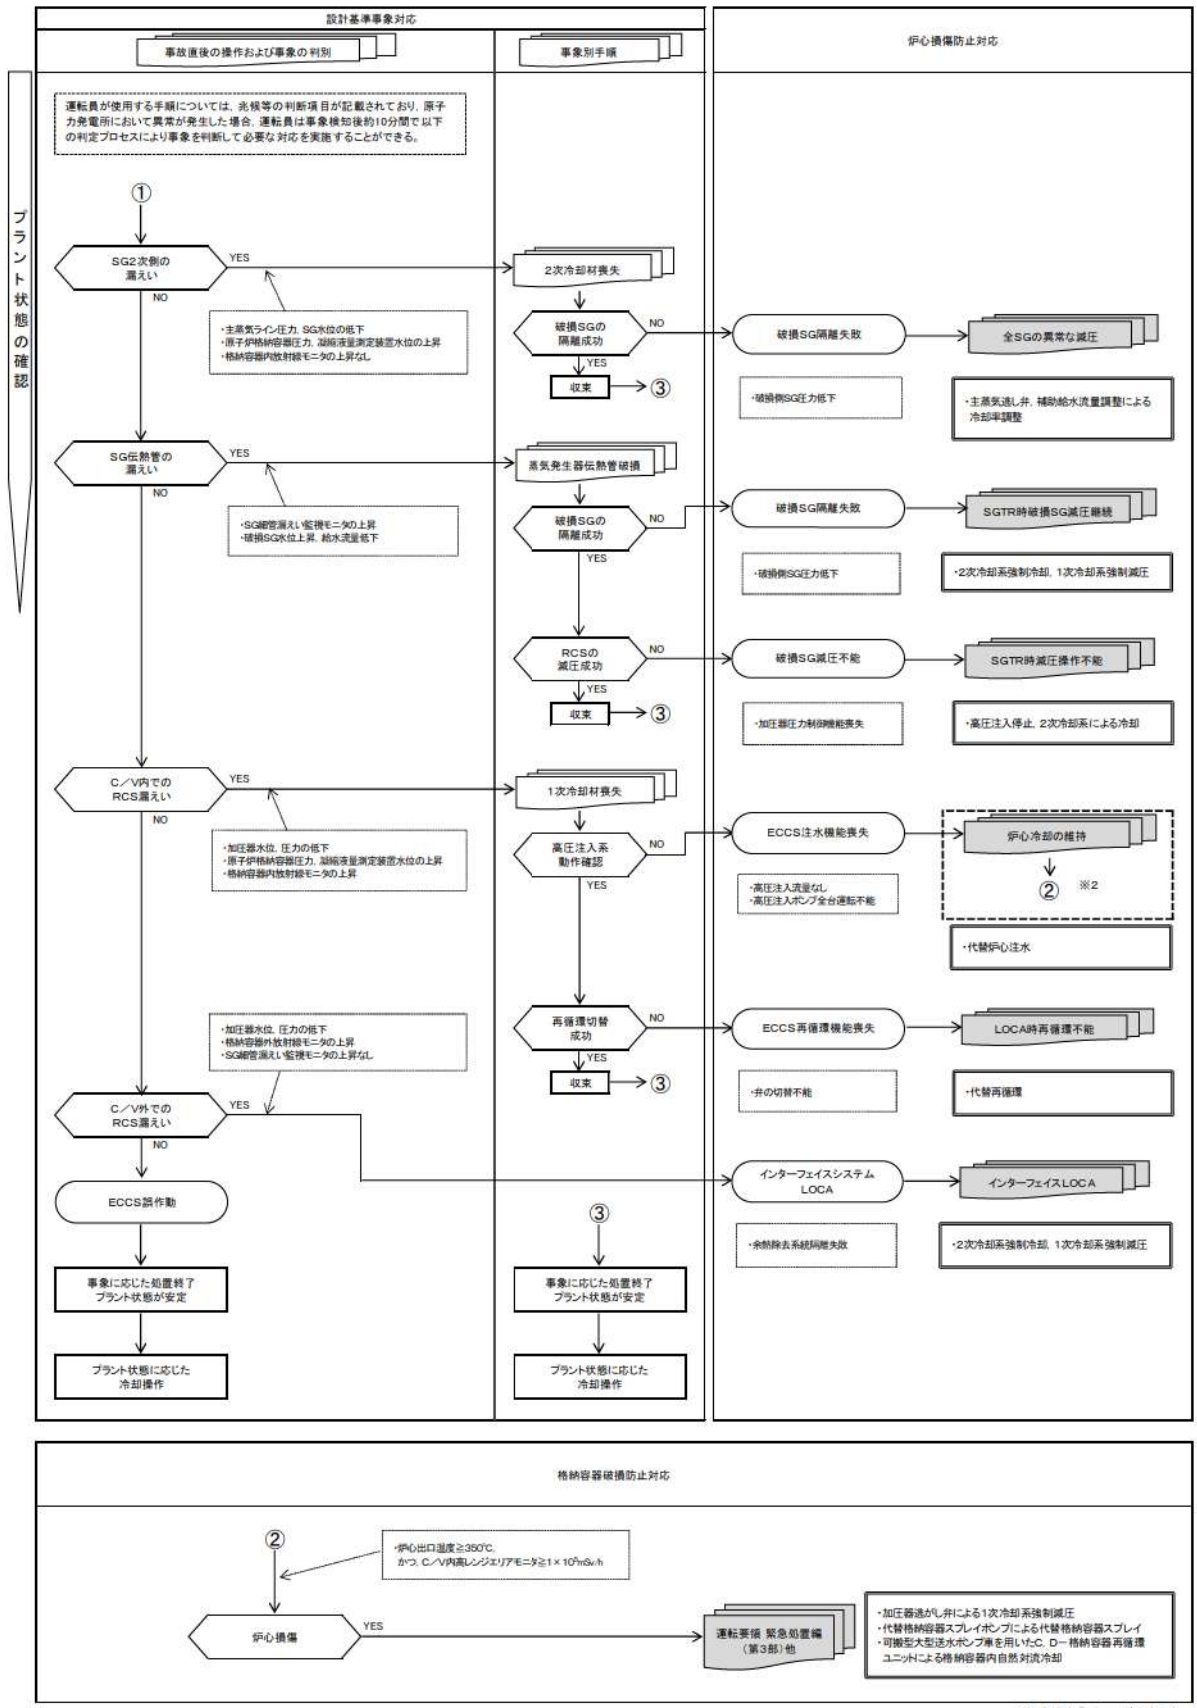 設計基準事象対応
炉心損傷防止対応
事故直後の操作および事象の判別
事象別手順
プラント状態の確認
運転員が使用する手順については、兆候等の判断項目が記載されており、原子
力発電所において異常が発生した場合、運転員は事象検知後約10分間で以下
の判定プロセスにより事象を判断して必要な対応を実施することができる。
①
SG2次側の
漏えい
YES
NO
2次冷却材喪失
・主蒸気ライン圧力、SG水位の低下
・原子炉格納容器圧力、凝縮液量測定装置水位の上昇
・格納容器内放射線モニタの上昇なし
破損SGの
隔離成功
NO
YES
収束
③
破損SG隔離失敗
全SGの異常な減圧
・破損側SG圧力低下
・主蒸気逃し弁、補助給水流量調整による
冷却率調整
SG伝熱管の
漏えい
YES
NO
蒸気発生器伝熱管破損
・SG細管漏えい監視モニタの上昇
・破損SG水位上昇、給水流量低下
破損SGの
隔離成功
NO
YES
破損SG隔離失敗
SGTR時破損SG減圧継続
・破損側SG圧力低下
・2次冷却系強制冷却、1次冷却系強制減圧
RCSの
減圧成功
NO
YES
収束
③
破損SG減圧不能
SGTR時減圧操作不能
・加圧器圧力制御機能喪失
・高圧注入停止、2次冷却系による冷却
C/V内での
RCS漏えい
YES
NO
1次冷却材喪失
・加圧器水位、圧力の低下
・原子炉格納容器圧力、凝縮液量測定装置水位の上昇
・格納容器内放射線モニタの上昇
高圧注入系
動作確認
NO
YES
ECCS注水機能喪失
炉心冷却の維持
② ※2
・高圧注入流量なし
・高圧注入ポンプ全台運転不能
・代替炉心注水
・加圧器水位、圧力の低下
・格納容器外放射線モニタの上昇
・SG細管漏えい監視モニタの上昇なし
再循環切替
成功
NO
YES
収束
③
ECCS再循環機能喪失
LOCA時再循環不能
・弁の切替不能
・代替再循環
C/V外での
RCS漏えい
YES
NO
インターフェイスシステム
LOCA
インターフェイスLOCA
・余熱除去系統隔離失敗
・2次冷却系強制冷却、1次冷却系強制減圧
ECCS誤作動
③
事象に応じた処置終了
プラント状態が安定
事象に応じた処置終了
プラント状態が安定
プラント状態に応じた
冷却操作
プラント状態に応じた
冷却操作
格納容器破損防止対応
②
・炉心出口温度≧350℃、
かつ、C/V内高レンジエリアモニタ≧1×10⁵mSv/h
炉心損傷
YES
運転要領 緊急処置編
(第3部)他
・加圧器逃がし弁による1次冷却系強制減圧
・代替格納容器スプレイポンプによる代替格納容器スプレイ
・可搬型大型送水ポンプ車を用いたC、D-格納容器再循環
ユニットによる格納容器内自然対流冷却